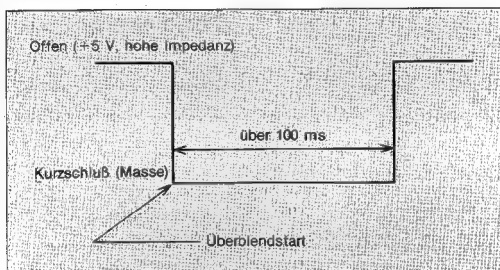 Offen (+5 V, hohe Impedanz)
über 100 ms
Kurzschluß (Masse)
Überblendstart